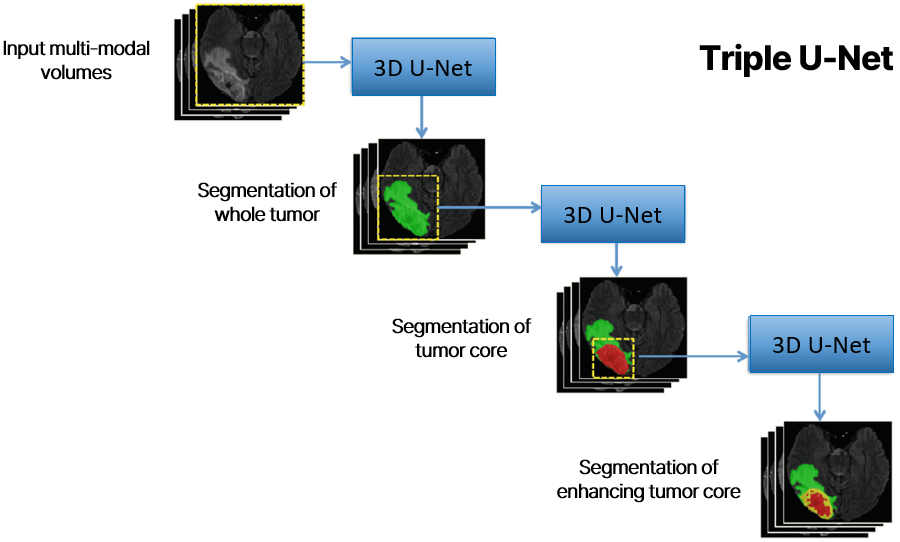 Triple U-Net
Input multi-modal
volumes
3D U-Net
Segmentation of
whole tumor
3D U-Net
Segmentation of
tumor core
3D U-Net
Segmentation of
enhancing tumor core